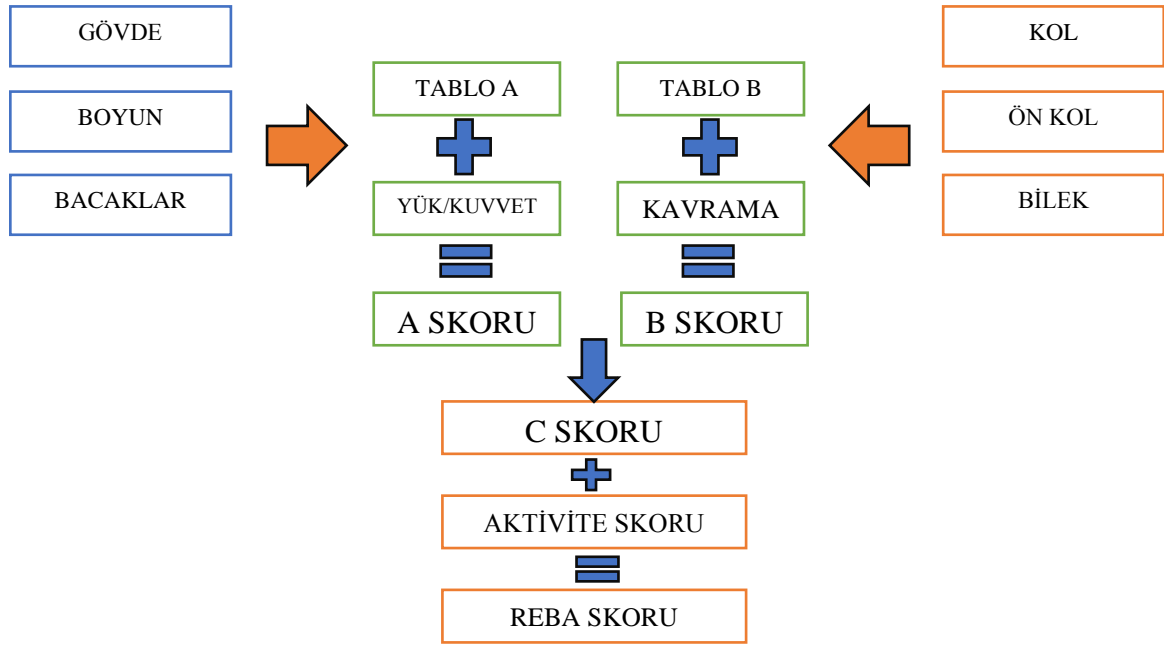 GÖVDE
BOYUN
BACAKLAR
TABLO A
YÜK/KUVVET
A SKORU
TABLO B
KAVRAMA
B SKORU
KOL
ÖN KOL
BİLEK
C SKORU
AKTİVİTE SKORU
REBA SKORU